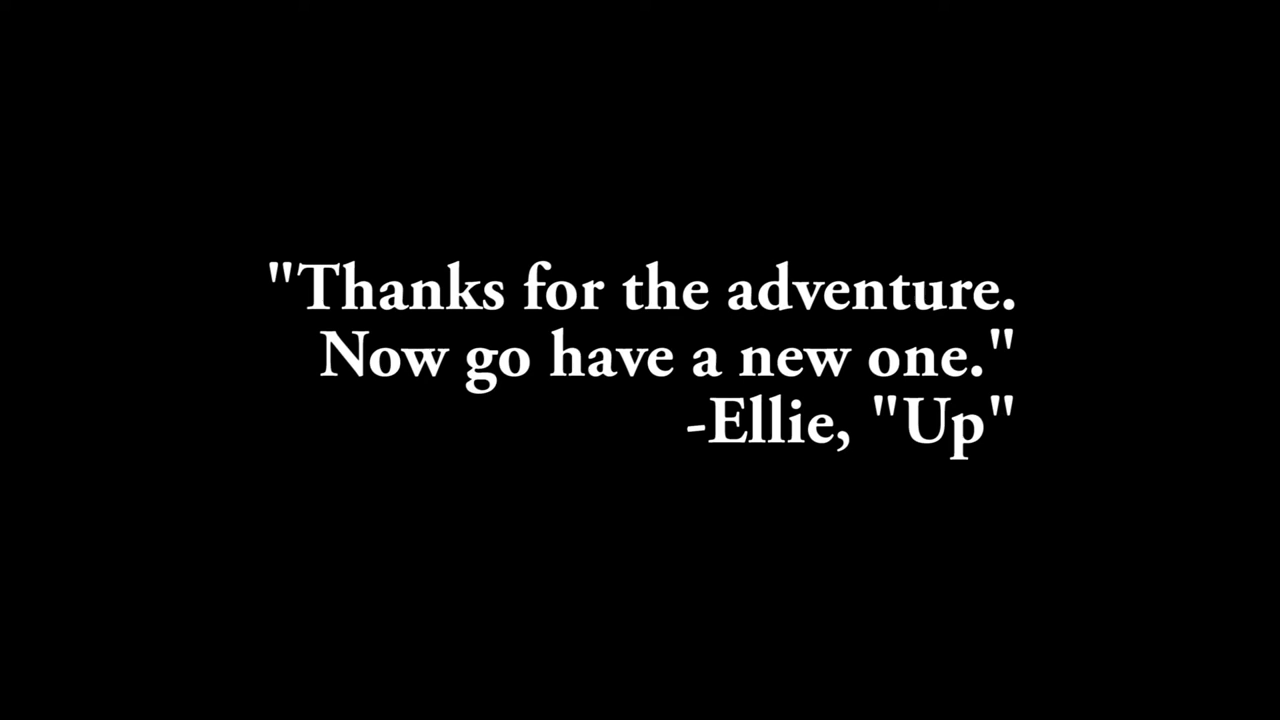 "Thanks for the adventure.
Now go have a new one."
-Ellie, "Up"